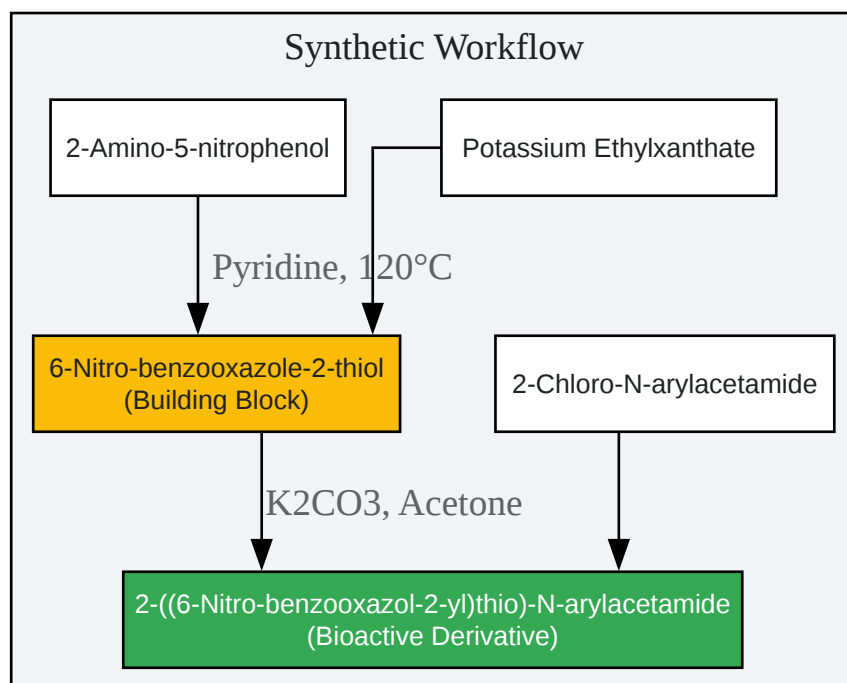 Synthetic Workflow
2-Amino-5-nitrophenol
Potassium Ethylxanthate
Pyridine, 120°C
6-Nitro-benzooxazole-2-thiol
(Building Block)
2-Chloro-N-arylacetamide
K2CO3, Acetone
2-((6-Nitro-benzooxazol-2-yl)thio)-N-arylacetamide
(Bioactive Derivative)